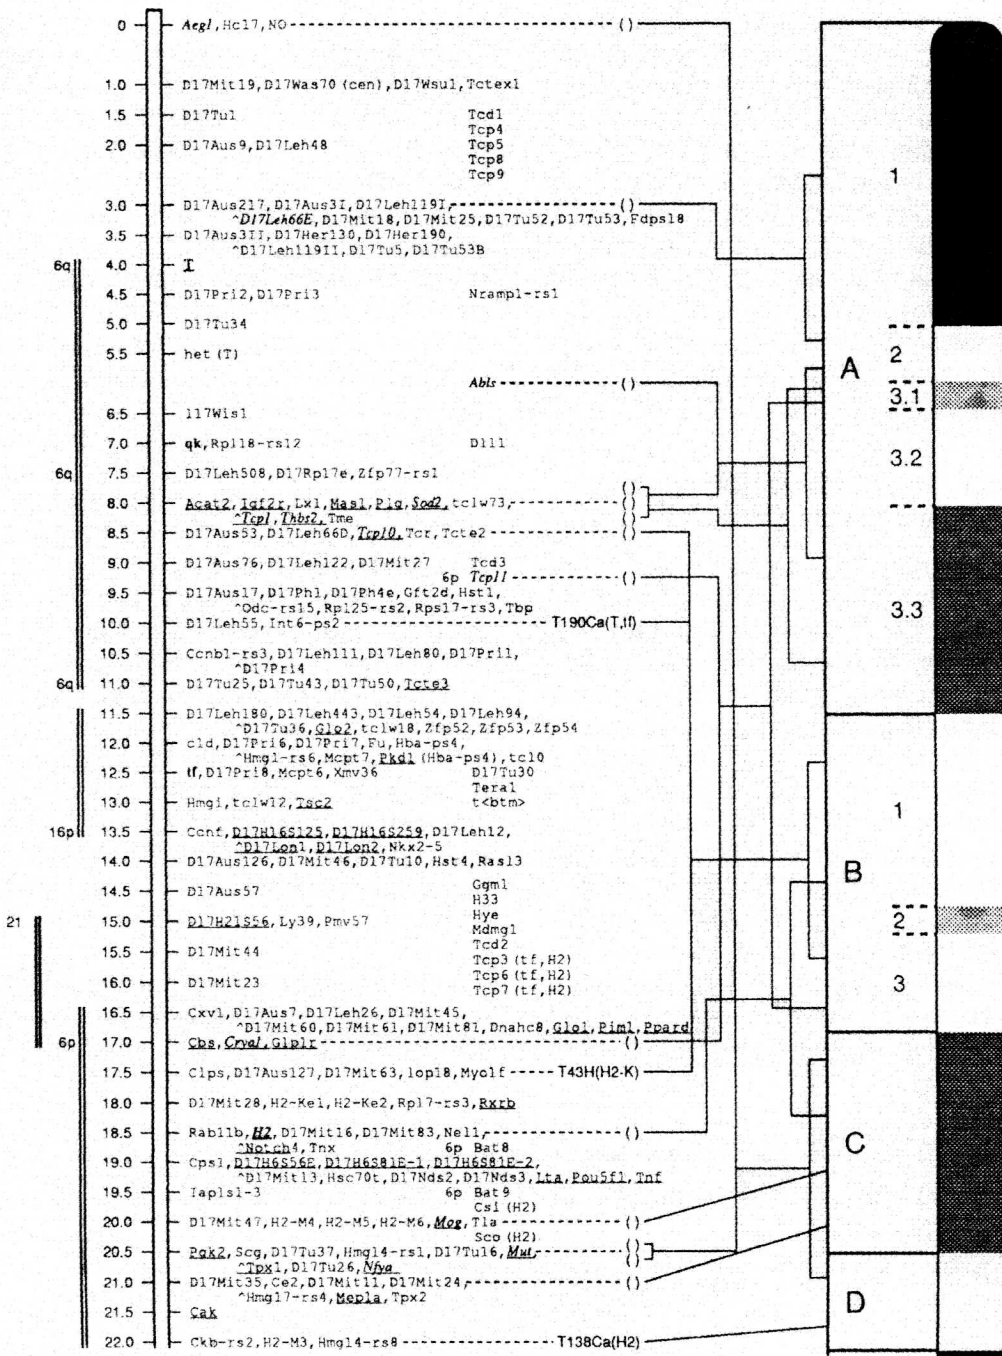 0 Aeg1,Hc17,NO ()
1.0 D17Mit19,D17Was70 (cen),D17Wsu1,Tctex1
1.5 D17Tu1 Tcd1
Tcp4
2.0 D17Aus9,D17Leh48 Tcp5
Tcp8
Tcp9
1
3.0 D17Aus217,D17Aus3I,D17Leh119I, ()
^D17Leh66E,D17Mit18,D17Mit25,D17Tu52,D17Tu53,Fdps18
3.5 D17Aus3II,D17Her130,D17Her190,
^D17Leh119II,D17Tu5,D17Tu53B
6q 4.0 T
4.5 D17Pri2,D17Pri3 Nramp1-rs1
5.0 D17Tu34
5.5 het (T)
2
A
Abls ()
3.1
6.5 l17Wis1
7.0 qk,Rpl18-rs12 Dll1
3.2
6q 7.5 D17Leh508,D17Rp17e,Zfp77-rs1
()
8.0 Acat2,Igf2r,Lx1,Mas1,Plg,Sod2,tclw73, ()
^Tcp1,Thbs2,Tme ()
8.5 D17Aus53,D17Leh66D,Tcp10,Tcr,Tcte2 ()
9.0 D17Aus76,D17Leh122,D17Mit27 Tcd3
6p Tcp11 ()
9.5 D17Aus17,D17Ph1,D17Ph4e,Gft2d,Hst1,
^Odc-rs15,Rpl25-rs2,Rps17-rs3,Tbp
3.3
10.0 D17Leh55,Int6-ps2 T190Ca(T,tf)
10.5 Ccnb1-rs3,D17Leh111,D17Leh80,D17Pri1,
^D17Pri4
6q 11.0 D17Tu25,D17Tu43,D17Tu50,Tcte3
11.5 D17Leh180,D17Leh443,D17Leh54,D17Leh94,
^D17Tu36,Glo2,tclw18,Zfp52,Zfp53,Zfp54
12.0 cld,D17Pri6,D17Pri7,Fu,Hba-ps4,
^Hmg1-rs6,Mcpt7,Pkd1 (Hba-ps4),tcl10
12.5 tf,D17Pri8,Mcpt6,Xmv36 D17Tu30
Tera1
13.0 Hmgi,tclw12,Tsc2 t<btm>
1
16p 13.5 Ccnf,D17H16S125,D17H16S259,D17Leh12,
^D17Lon1,D17Lon2,Nkx2-5
14.0 D17Aus126,D17Mit46,D17Tu10,Hst4,Ras13
B
14.5 D17Aus57 Ggm1
H33
21 15.0 D17H21S56,Ly39,Pmv57 Hye
2
Mdmg1
Tcd2
15.5 D17Mit44 Tcp3 (tf,H2)
Tcp6 (tf,H2)
16.0 D17Mit23 Tcp7 (tf,H2)
3
16.5 Cxv1,D17Aus7,D17Leh26,D17Mit45,
^D17Mit60,D17Mit61,D17Mit81,Dnahc8,Glo1,Pim1,Ppard
6p 17.0 Cbs,Crya1,Glp1r ()
17.5 Clps,D17Aus127,D17Mit63,lop18,Myo1f T43H(H2-K)
18.0 D17Mit28,H2-Ke1,H2-Ke2,Rpl7-rs3,Rxrb
18.5 Rab11b,H2,D17Mit16,D17Mit83,Neu1, ()
^Notch4,Tnx 6p Bat8
C
19.0 Cps1,D17H6S56E,D17H6S81E-1,D17H6S81E-2,
^D17Mit13,Hsc70t,D17Nds2,D17Nds3,Lta,Pou5f1,Tnf
19.5 Iapls1-3 6p Bat9
Csi (H2)
20.0 D17Mit47,H2-M4,H2-M5,H2-M6,Mog,Tla ()
Sco (H2)
20.5 Pgk2,Scg,D17Tu37,Hmg14-rs1,D17Tu16,Mut, ()
^Tpx1,D17Tu26,Nfya ()
21.0 D17Mit35,Ce2,D17Mit11,D17Mit24, ()
^Hmg17-rs4,Mep1a,Tpx2
D
21.5 Cak
22.0 Ckb-rs2,H2-M3,Hmg14-rs8 T138Ca(H2)